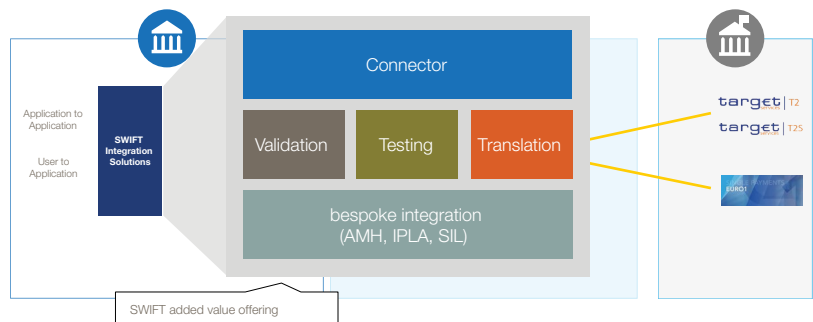 Application to
Application
User to
Application
SWIFT
Integration
Solutions
Connector
Validation
Testing
Translation
bespoke integration
(AMH, IPLA, SIL)
target | T2
target | T2S
EURO1
SWIFT added value offering